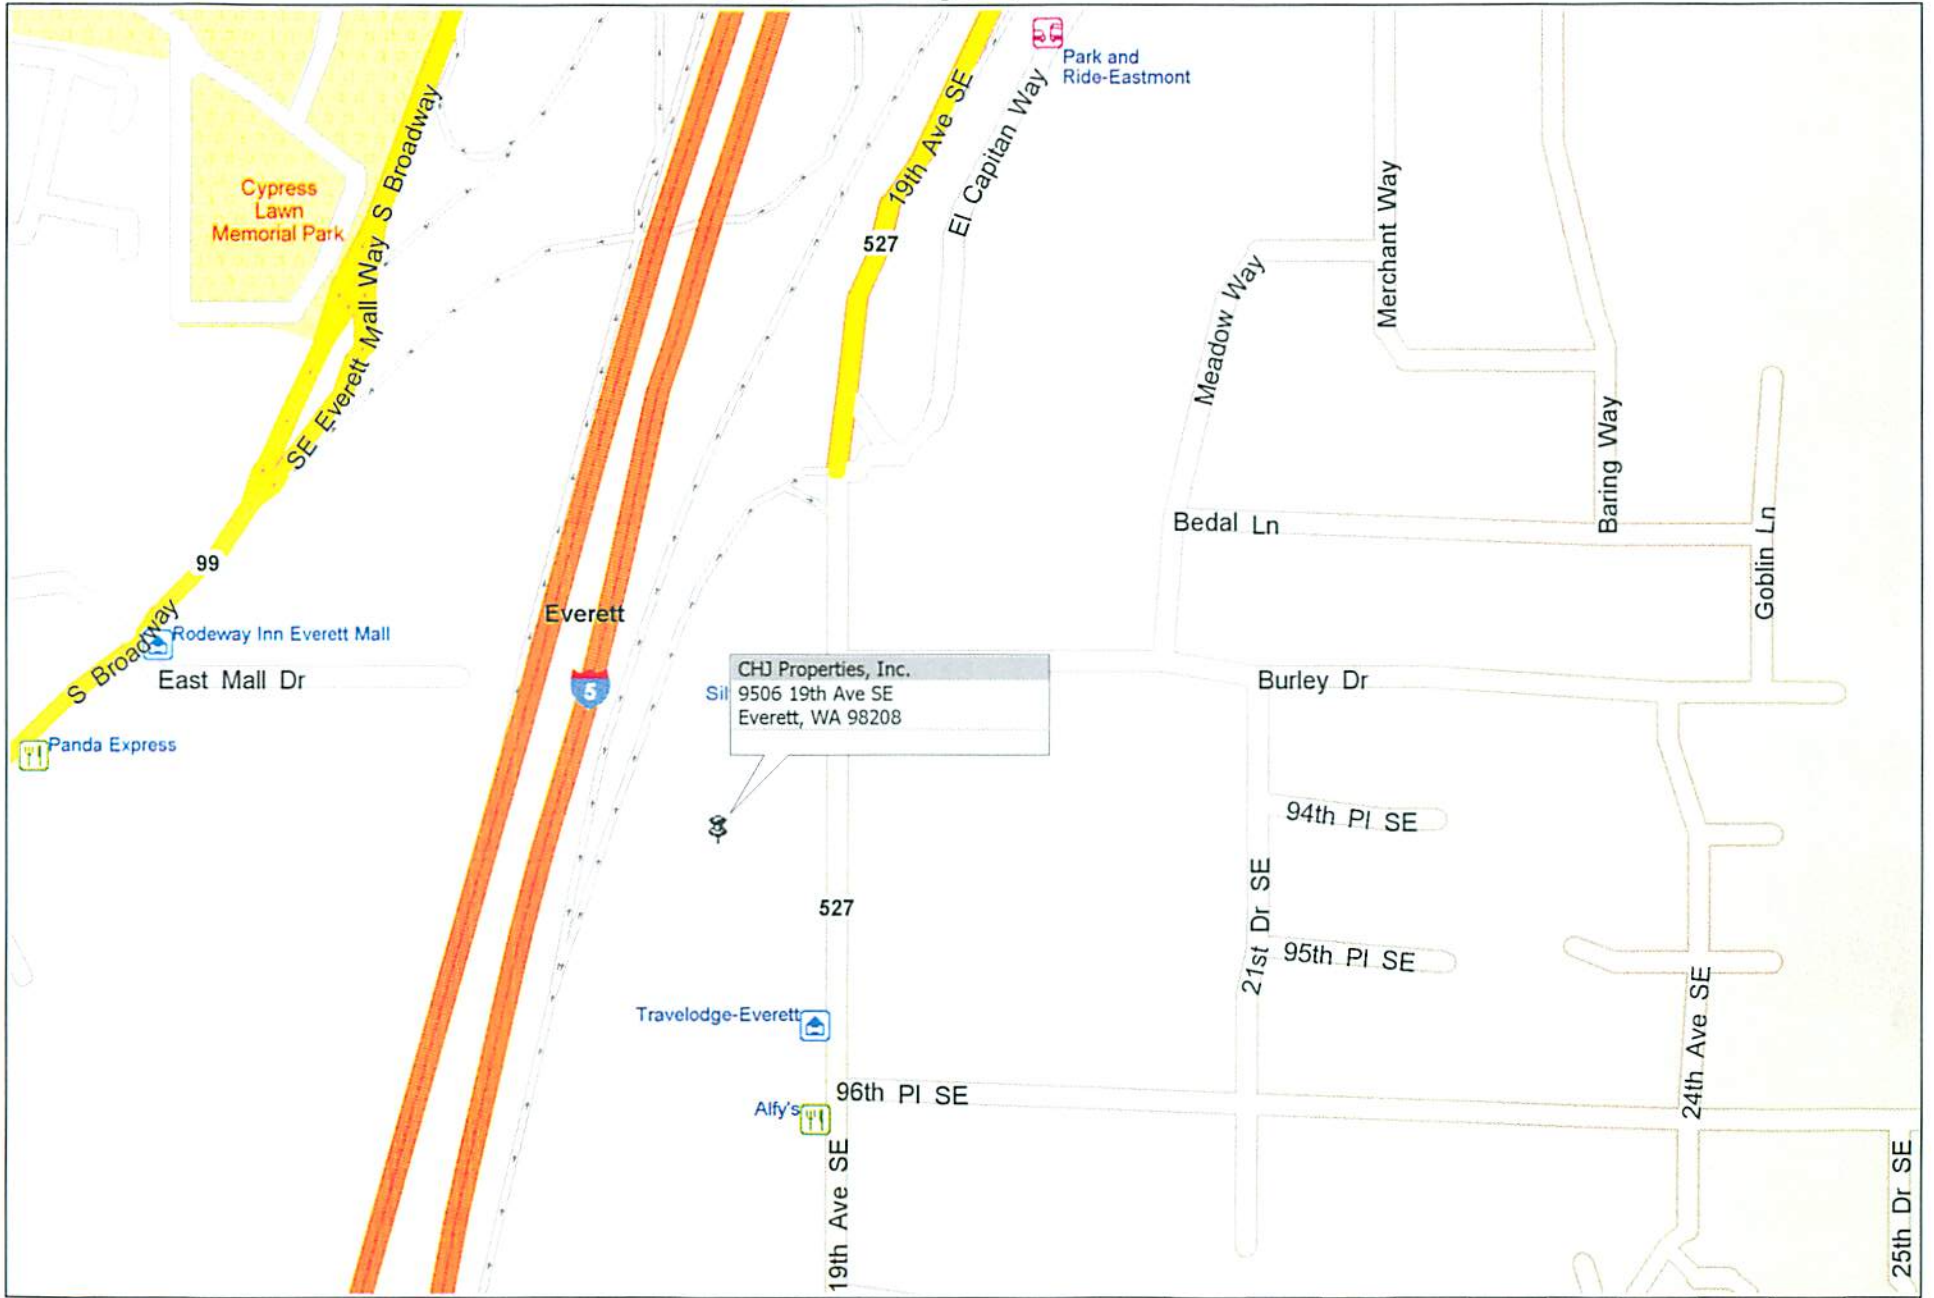 Park and
Ride-Eastmont
S Broadway
19th Ave SE
El Capitan Way
Cypress
Lawn
Memorial Park
Merchant Way
527
SE Everett Mall Way
Meadow Way
Baring Way
Bedal Ln
Goblin Ln
99
Everett
S Broadway
Rodeway Inn Everett Mall
East Mall Dr
5
CHJ Properties, Inc.
9506 19th Ave SE
Everett, WA 98208
Sil
Burley Dr
Panda Express
94th Pl SE
527
21st Dr SE
95th Pl SE
24th Ave SE
Travelodge-Everett
96th Pl SE
Alfy's
19th Ave SE
25th Dr SE